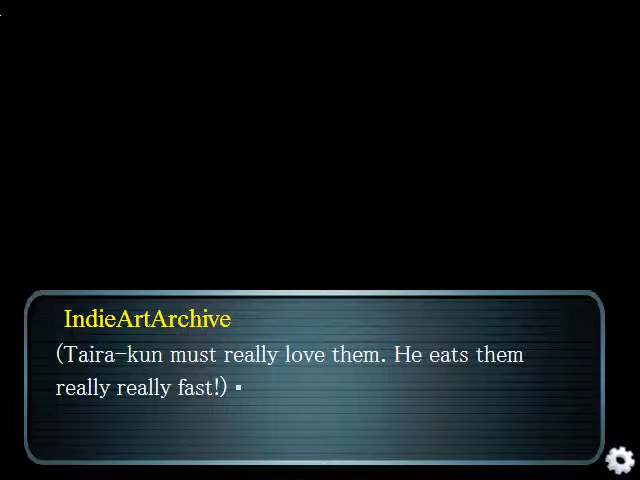 IndieArtArchive
(Taira-kun must really love them. He eats them
really really fast!)